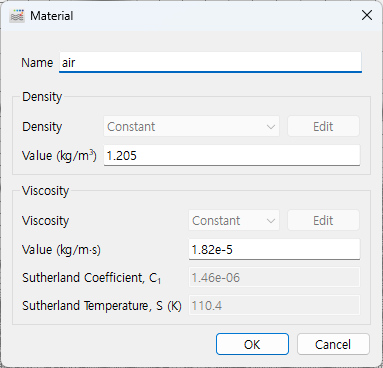 Material
Name air
Density
Density Constant Edit
Value (kg/m³) 1.205
Viscosity
Viscosity Constant Edit
Value (kg/m·s) 1.82e-5
Sutherland Coefficient, C₁ 1.46e-06
Sutherland Temperature, S (K) 110.4
OK Cancel